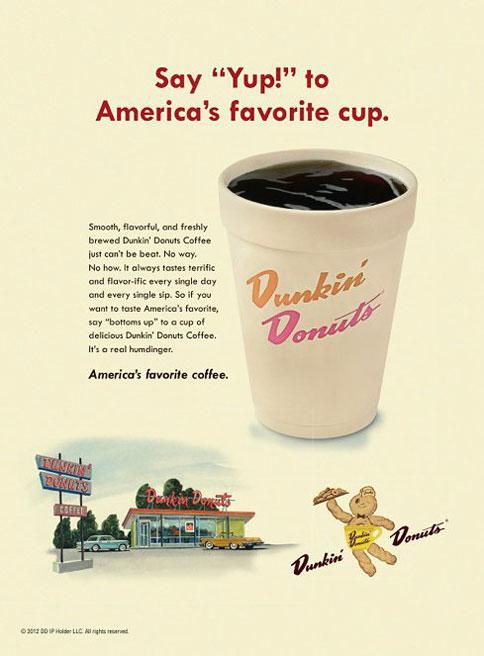 Say “Yup!” to
America’s favorite cup.
Smooth, flavorful, and freshly
brewed Dunkin’ Donuts Coffee
just can’t be beat. No way.
No how. It always tastes terrific
and flavor-ific every single day
and every single sip. So if you
want to taste America’s favorite,
say “bottoms up” to a cup of
delicious Dunkin’ Donuts Coffee.
It’s a real humdinger.
America’s favorite coffee.
Dunkin’
Donuts®
DUNKIN’
DONUTS
COFFEE
Dunkin’ Donuts
Dunkin’
Dunkin’
Donuts
Donuts®
© 2012 DD IP Holder LLC. All rights reserved.